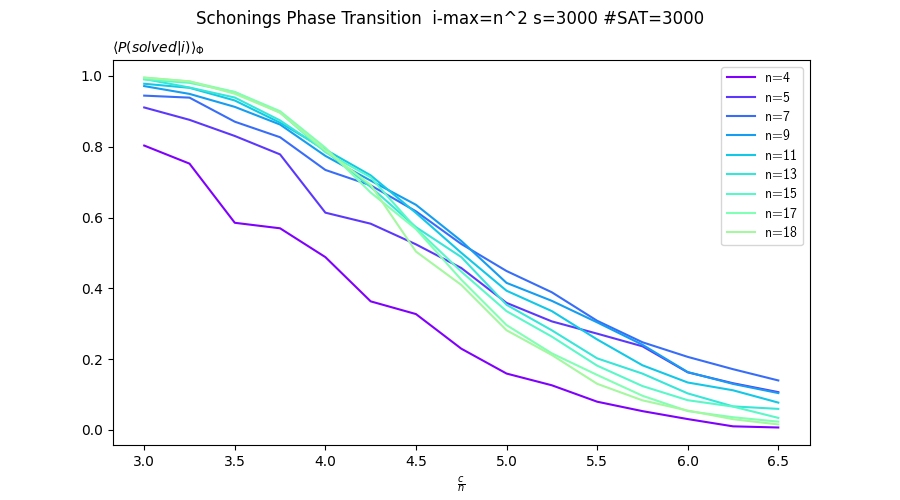 Schonings Phase Transition  i-max=n^2 s=3000 #SAT=3000
⟨P(solved|i)⟩Φ
1.0
0.8
0.6
0.4
0.2
0.0
n=4
n=5
n=7
n=9
n=11
n=13
n=15
n=17
n=18
3.0 3.5 4.0 4.5 5.0 5.5 6.0 6.5
c/n